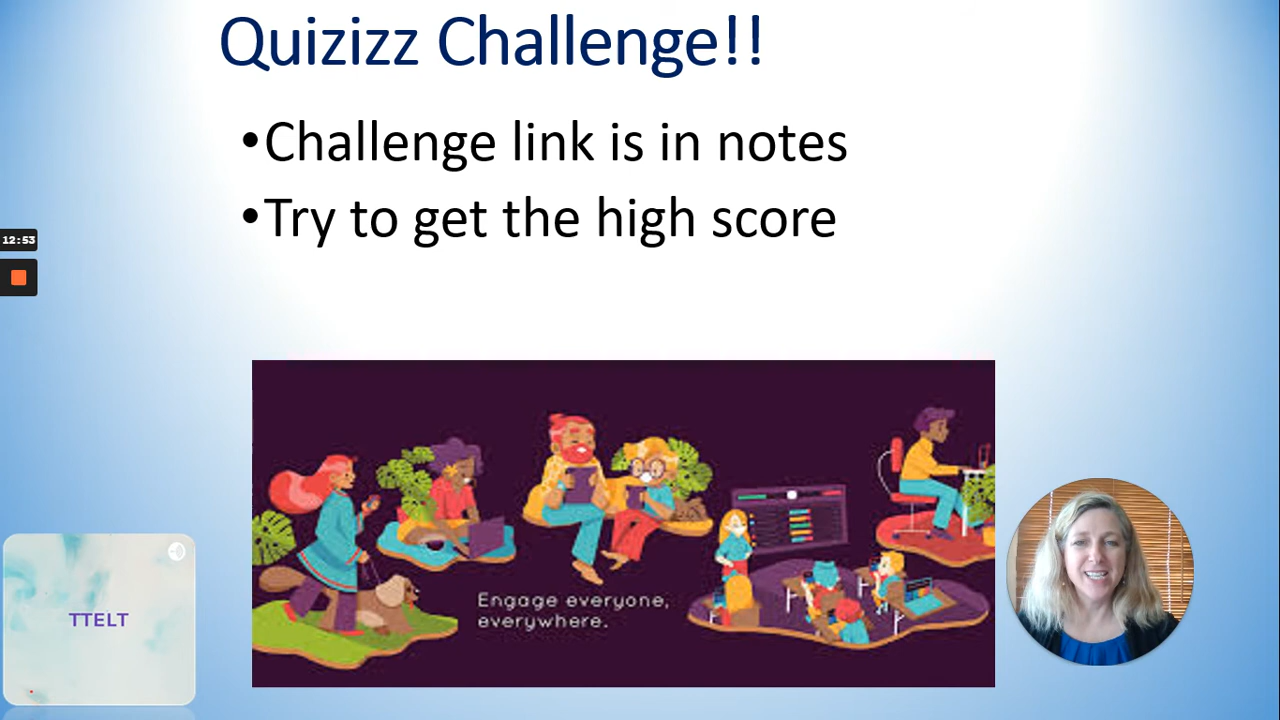 Quizizz Challenge!!
•Challenge link is in notes
•Try to get the high score
12:53
Engage everyone,
everywhere.
TTELT